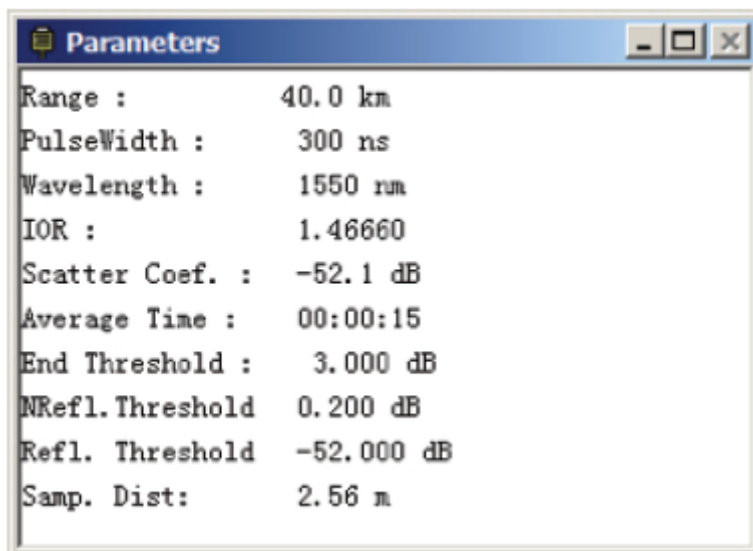 Parameters
Range : 40.0 km
PulseWidth : 300 ns
Wavelength : 1550 nm
IOR : 1.46660
Scatter Coef. : -52.1 dB
Average Time : 00:00:15
End Threshold : 3.000 dB
NRefl.Threshold 0.200 dB
Refl. Threshold -52.000 dB
Samp. Dist: 2.56 m